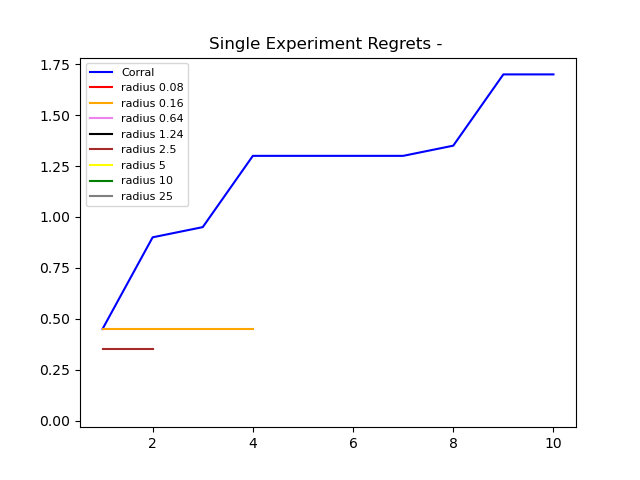 Single Experiment Regrets -
1.75
1.50
1.25
1.00
0.75
0.50
0.25
0.00
Corral
radius 0.08
radius 0.16
radius 0.64
radius 1.24
radius 2.5
radius 5
radius 10
radius 25
2 4 6 8 10